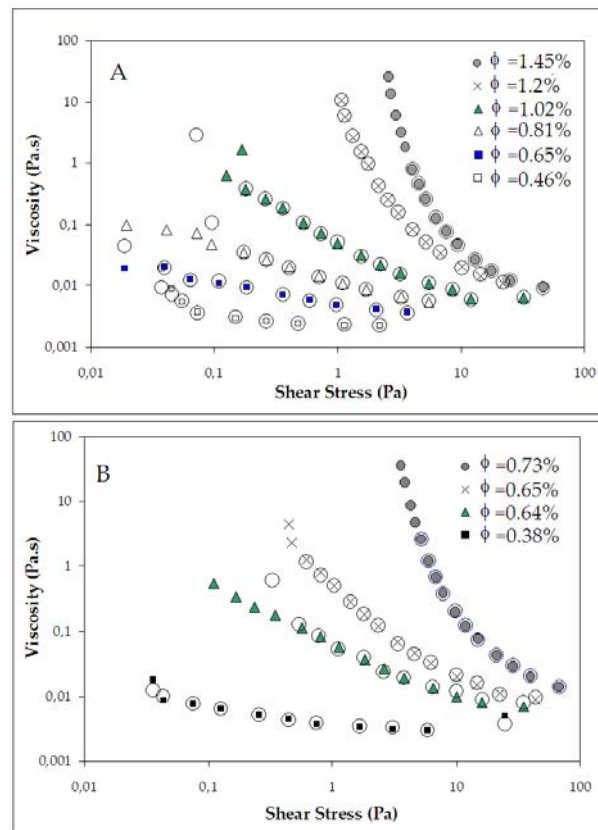 A
ϕ =1.45%
ϕ =1.2%
ϕ =1.02%
ϕ =0.81%
ϕ =0.65%
ϕ =0.46%
Viscosity (Pa.s)
100
10
1
0,1
0,01
0,001
0,01 0,1 1 10 100
Shear Stress (Pa)
B
ϕ =0.73%
ϕ =0.65%
ϕ =0.64%
ϕ =0.38%
Viscosity (Pa.s)
100
10
1
0,1
0,01
0,001
0,01 0,1 1 10 100
Shear Stress (Pa)